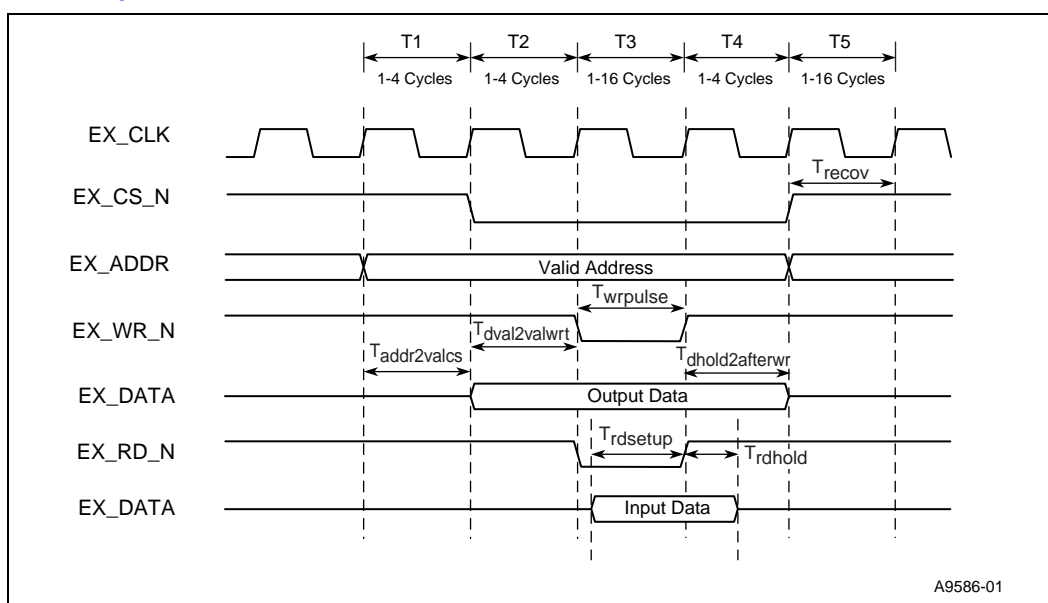 T1 T2 T3 T4 T5
1-4 Cycles 1-4 Cycles 1-16 Cycles 1-4 Cycles 1-16 Cycles
EX_CLK
Trecov
EX_CS_N
EX_ADDR
Valid Address
Twrpulse
EX_WR_N
Tdval2valwrt
Taddr2valcs
Tdhold2afterwr
EX_DATA
Output Data
EX_RD_N
Trdsetup
Trdhold
EX_DATA
Input Data
A9586-01